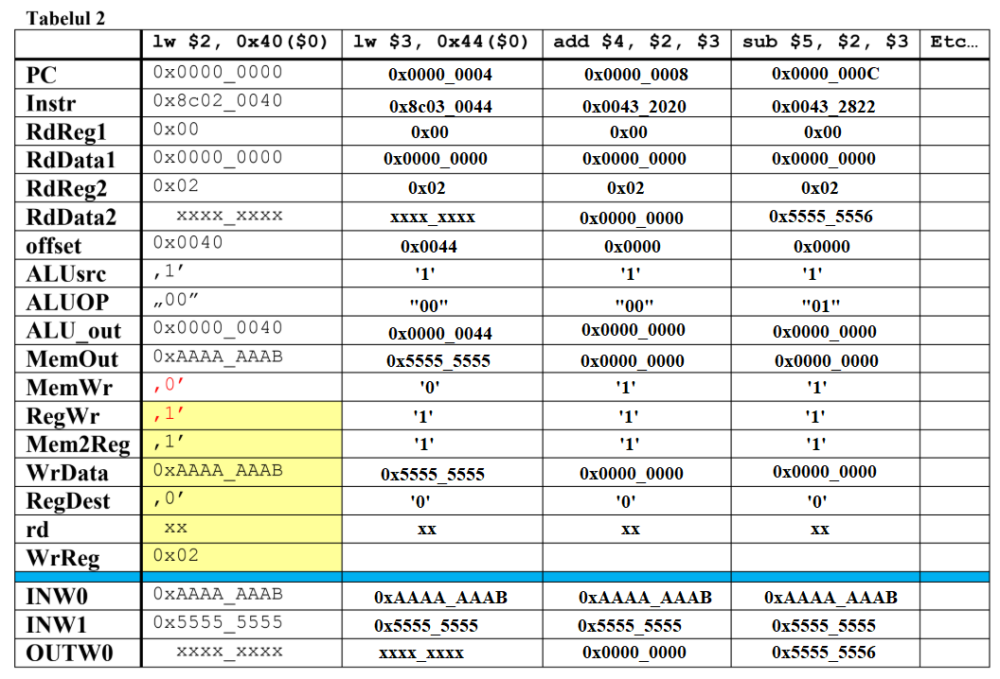 Tabelul 2
lw $2, 0x40($0) lw $3, 0x44($0) add $4, $2, $3 sub $5, $2, $3 Etc…
PC 0x0000_0000 0x0000_0004 0x0000_0008 0x0000_000C
Instr 0x8c02_0040 0x8c03_0044 0x0043_2020 0x0043_2822
RdReg1 0x00 0x00 0x00 0x00
RdData1 0x0000_0000 0x0000_0000 0x0000_0000 0x0000_0000
RdReg2 0x02 0x02 0x02 0x02
RdData2 xxxx_xxxx xxxx_xxxx 0x0000_0000 0x5555_5556
offset 0x0040 0x0044 0x0000 0x0000
ALUsrc ‚1’ '1' '1' '1'
ALUOP „00” "00" "00" "01"
ALU_out 0x0000_0040 0x0000_0044 0x0000_0000 0x0000_0000
MemOut 0xAAAA_AAAB 0x5555_5555 0x0000_0000 0x0000_0000
MemWr ‚0’ '0' '1' '1'
RegWr ‚1’ '1' '1' '1'
Mem2Reg ‚1’ '1' '1' '1'
WrData 0xAAAA_AAAB 0x5555_5555 0x0000_0000 0x0000_0000
RegDest ‚0’ '0' '0' '0'
rd xx xx xx xx
WrReg 0x02
INW0 0xAAAA_AAAB 0xAAAA_AAAB 0xAAAA_AAAB 0xAAAA_AAAB
INW1 0x5555_5555 0x5555_5555 0x5555_5555 0x5555_5555
OUTW0 xxxx_xxxx xxxx_xxxx 0x0000_0000 0x5555_5556